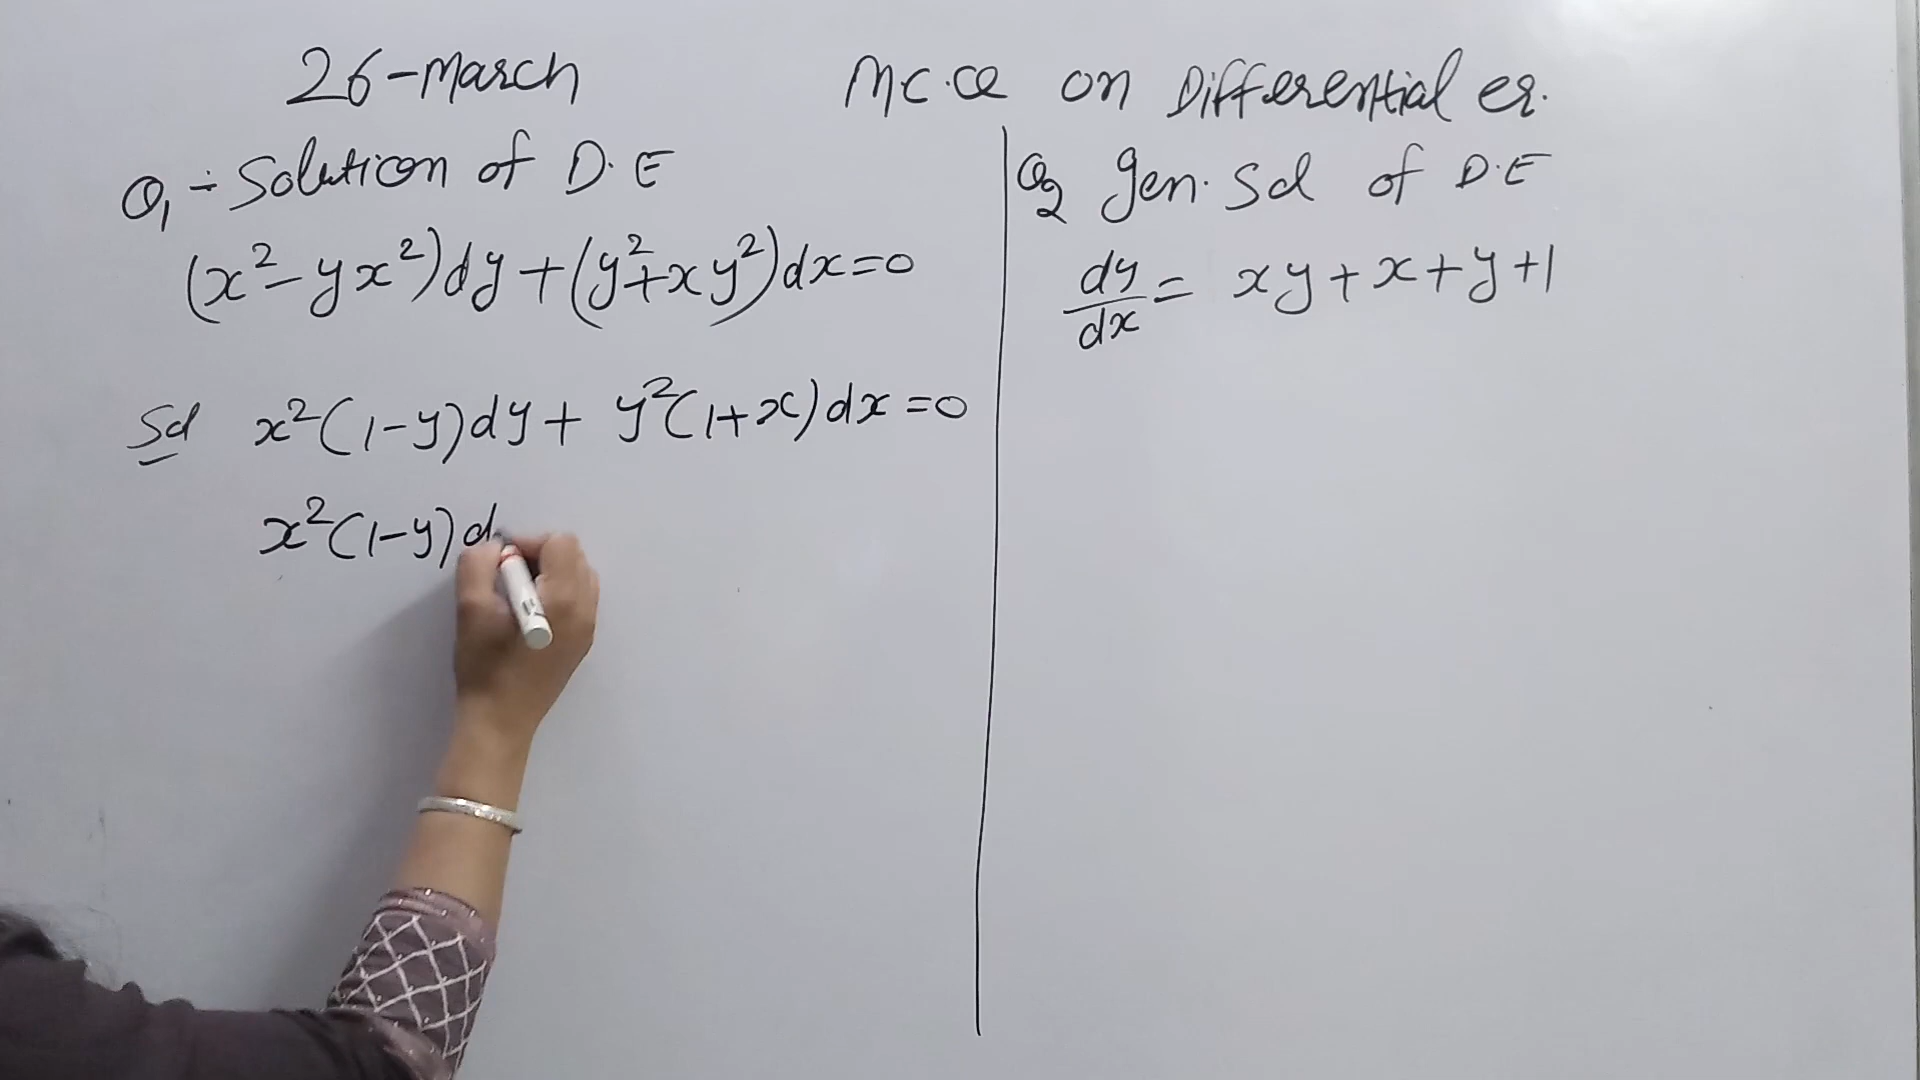 26-March
M.C.Q on Differential eq.
Q1 ÷ Solution of D.E
(x²-yx²)dy+(y²+xy²)dx=0
Sol x²(1-y)dy+ y²(1+x)dx=0
x²(1-y)d
Q2 Gen. Sol of D.E
dy/dx = xy+x+y+1